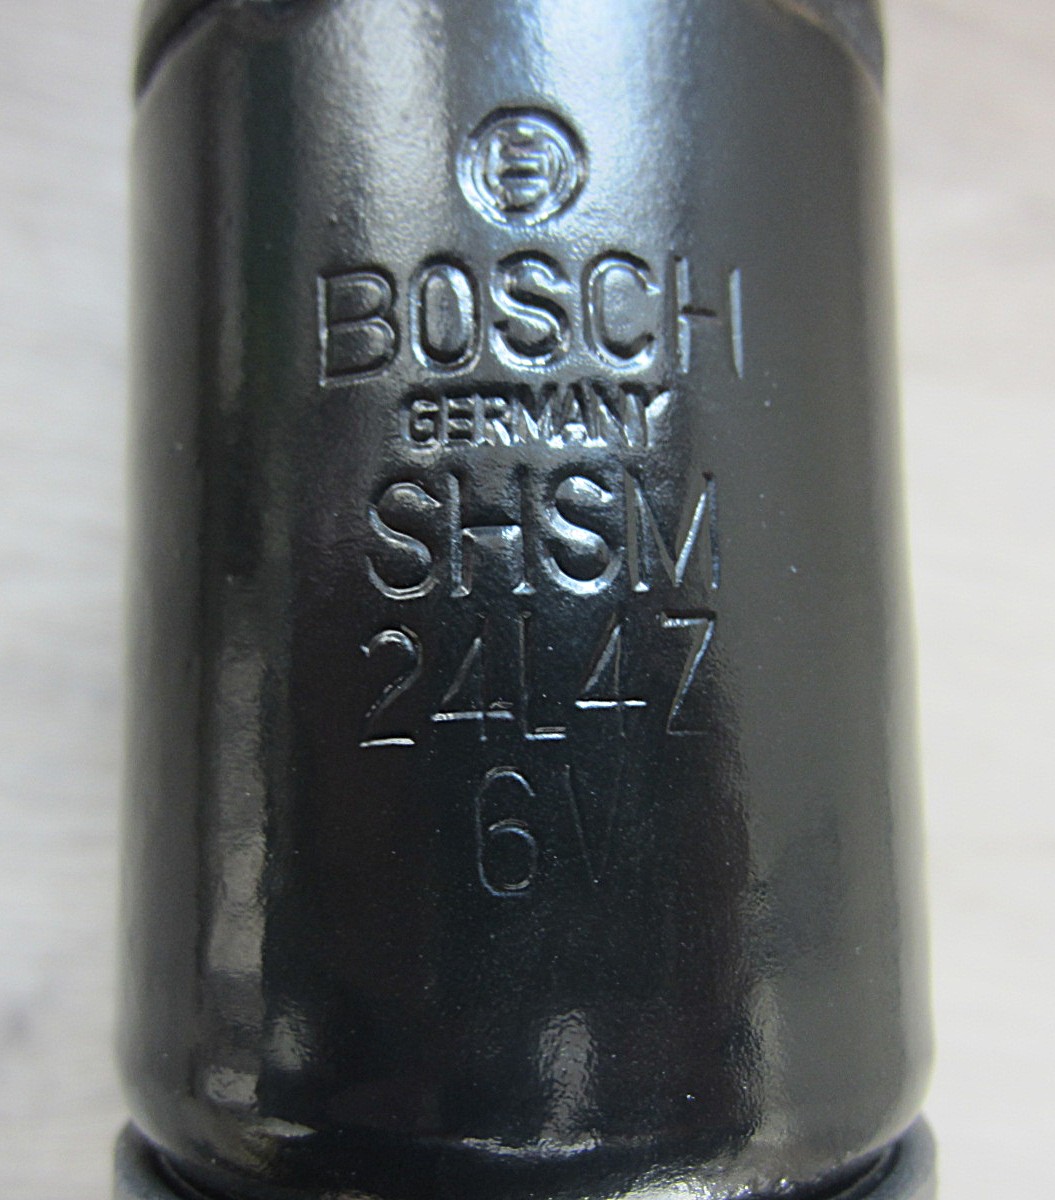 BOSCH
GERMANY
SHSM
24L4Z
6V